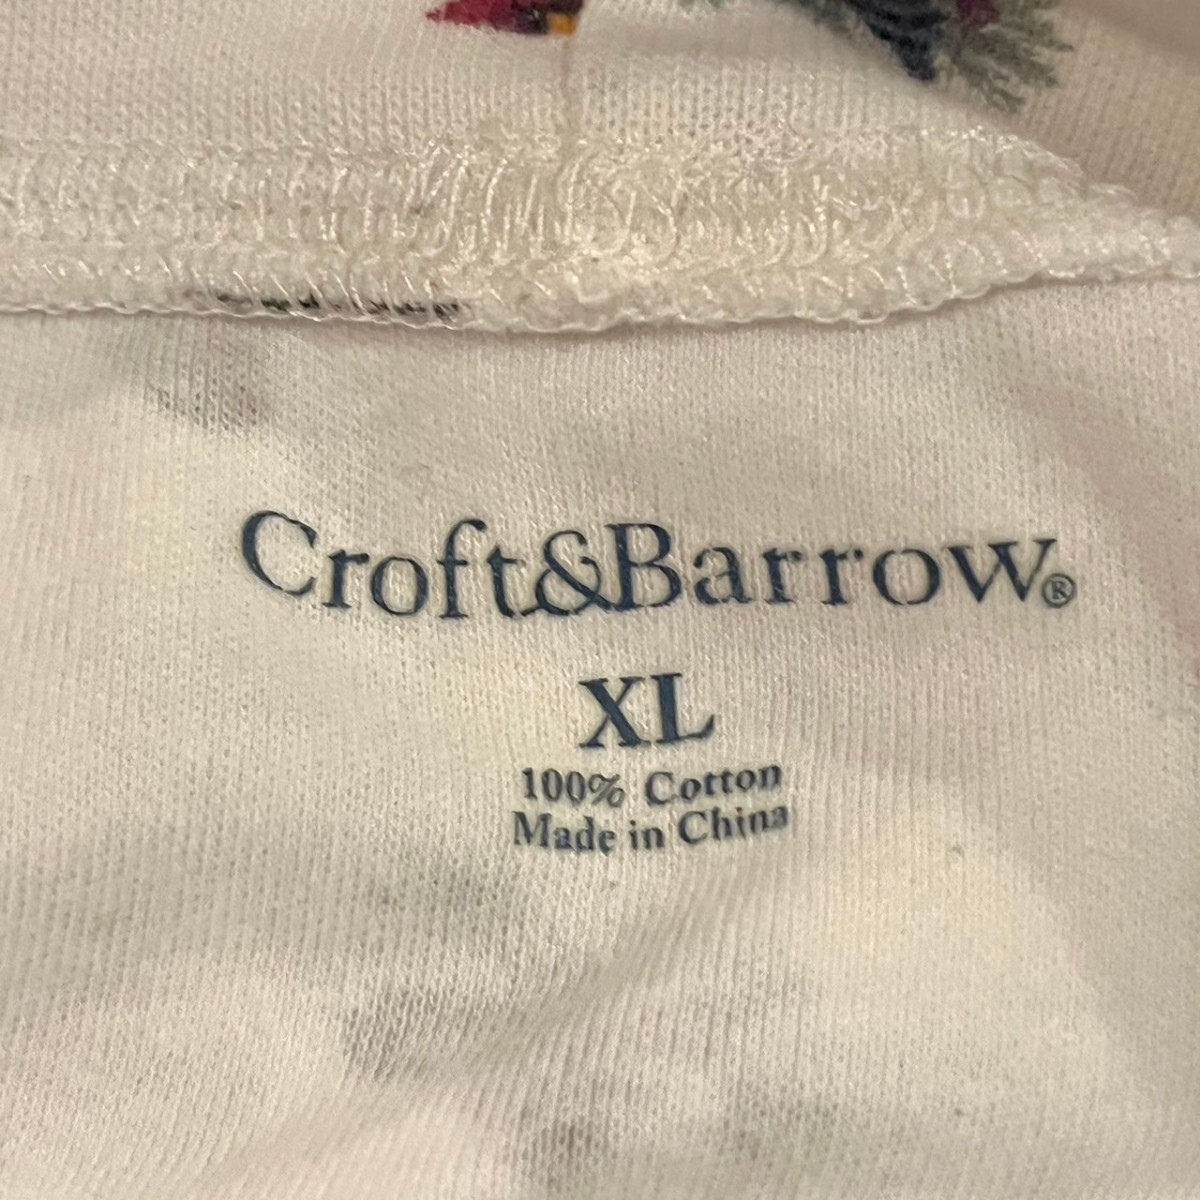 Croft&Barrow®
XL
100% Cotton
Made in China